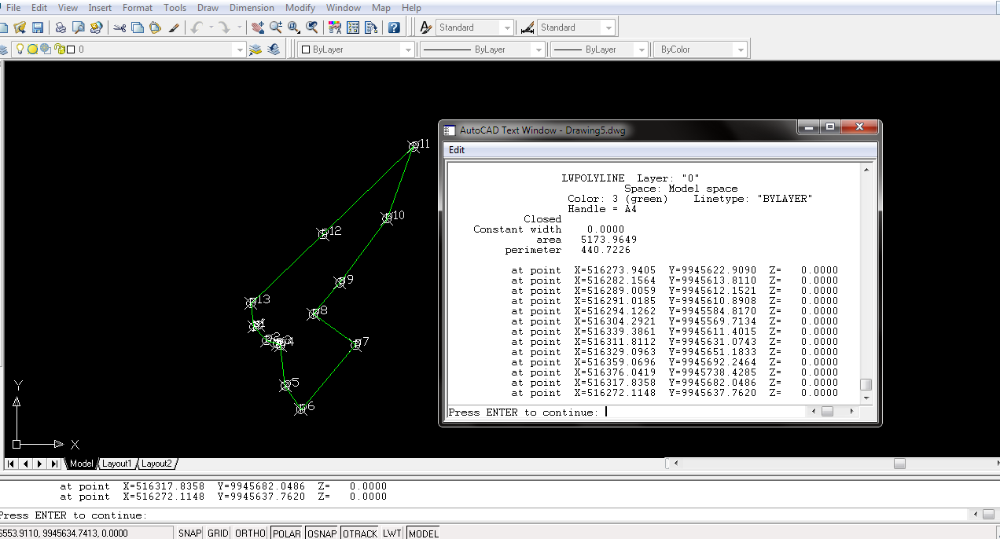 File Edit View Insert Format Tools Draw Dimension Modify Window Map Help
Standard Standard
0 ByLayer ByLayer ByLayer ByColor
11
10
12
9
13
8
1
4
7
5
6
Y
X
AutoCAD Text Window - Drawing5.dwg
Edit
LWPOLYLINE Layer: "0"
Space: Model space
Color: 3 (green) Linetype: "BYLAYER"
Handle = A4
Closed
Constant width 0.0000
area 5173.9649
perimeter 440.7226
at point X=516273.9405 Y=9945622.9090 Z= 0.0000
at point X=516282.1564 Y=9945613.8110 Z= 0.0000
at point X=516289.0059 Y=9945612.1521 Z= 0.0000
at point X=516291.0185 Y=9945610.8908 Z= 0.0000
at point X=516294.1262 Y=9945584.8170 Z= 0.0000
at point X=516304.2921 Y=9945569.7134 Z= 0.0000
at point X=516339.3861 Y=9945611.4015 Z= 0.0000
at point X=516311.8112 Y=9945631.0743 Z= 0.0000
at point X=516329.0963 Y=9945651.1833 Z= 0.0000
at point X=516359.0696 Y=9945692.2464 Z= 0.0000
at point X=516376.0419 Y=9945738.4285 Z= 0.0000
at point X=516317.8358 Y=9945682.0486 Z= 0.0000
at point X=516272.1148 Y=9945637.7620 Z= 0.0000
Press ENTER to continue:
Model Layout1 Layout2
at point X=516317.8358 Y=9945682.0486 Z= 0.0000
at point X=516272.1148 Y=9945637.7620 Z= 0.0000
Press ENTER to continue:
6553.9110, 9945634.7413, 0.0000 SNAP GRID ORTHO POLAR OSNAP OTRACK LWT MODEL